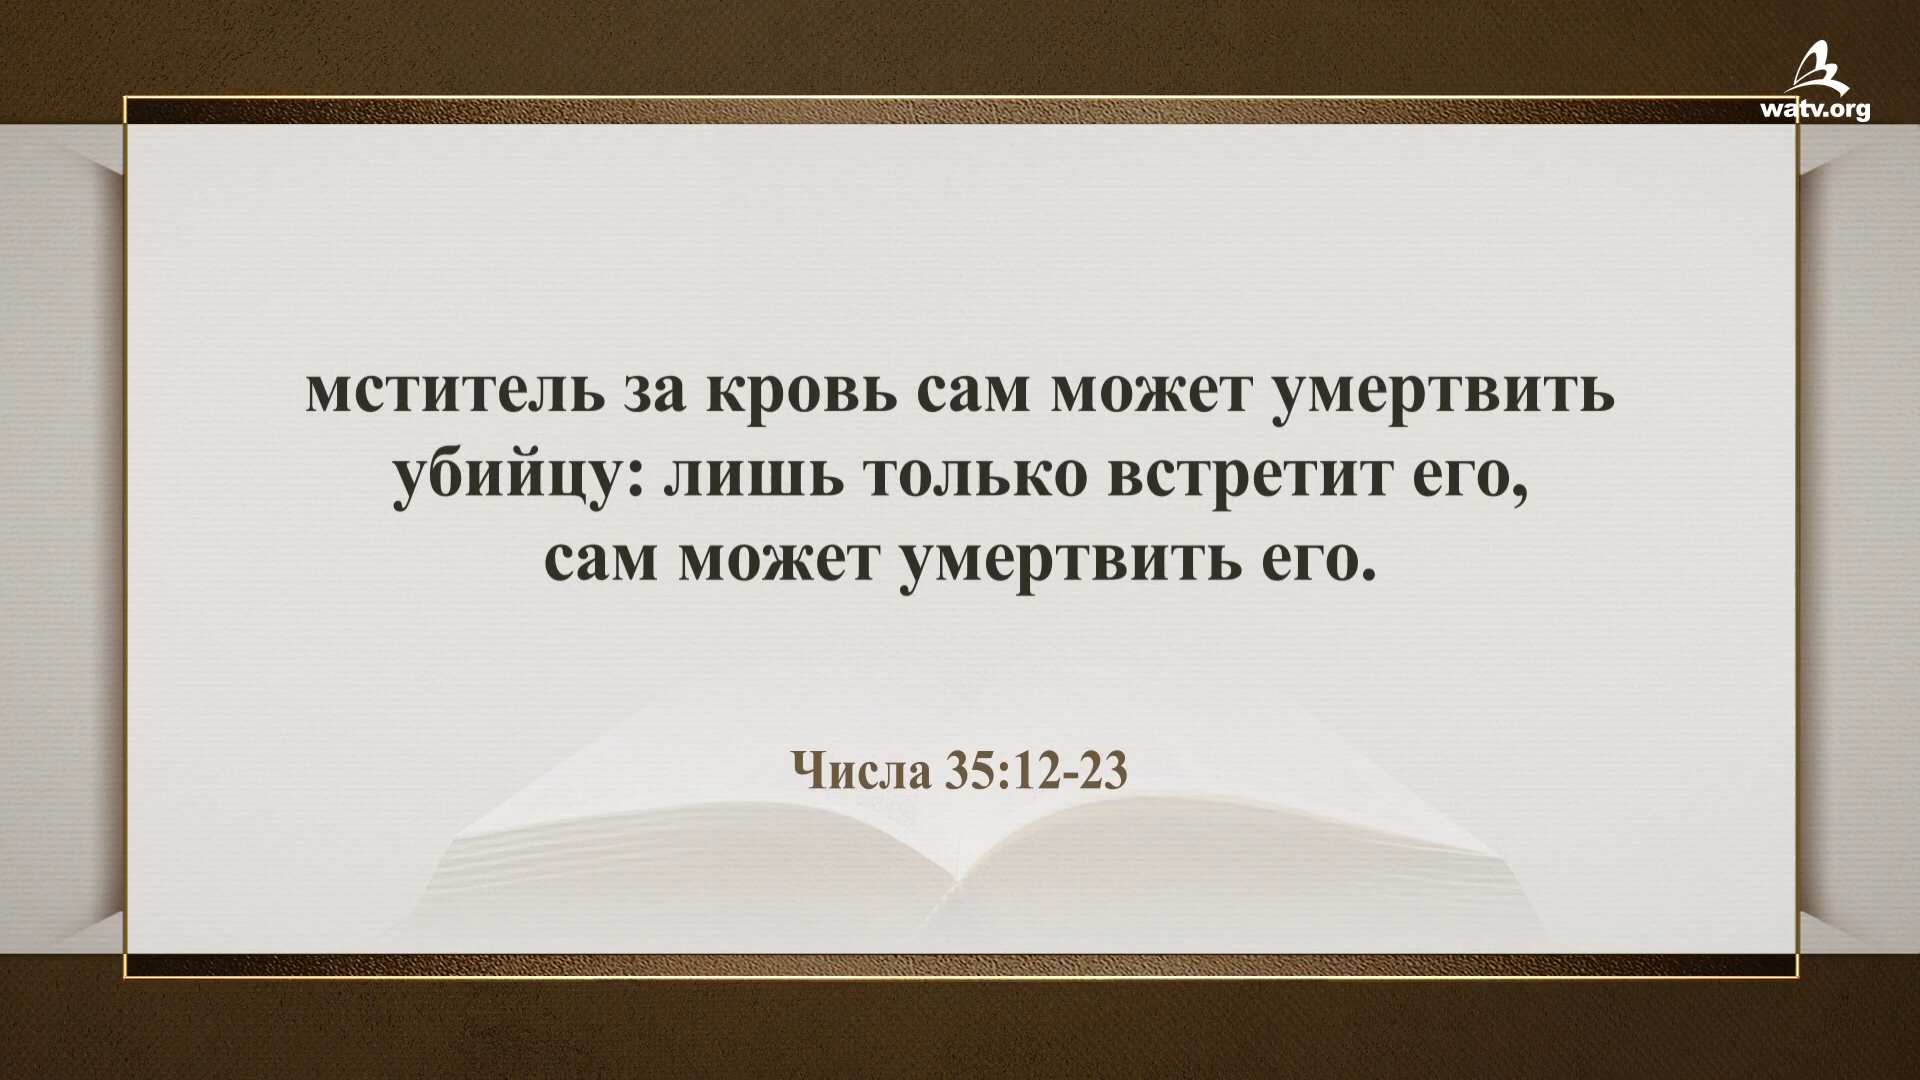 watv.org
мститель за кровь сам может умертвить
убийцу: лишь только встретит его,
сам может умертвить его.
Числа 35:12-23